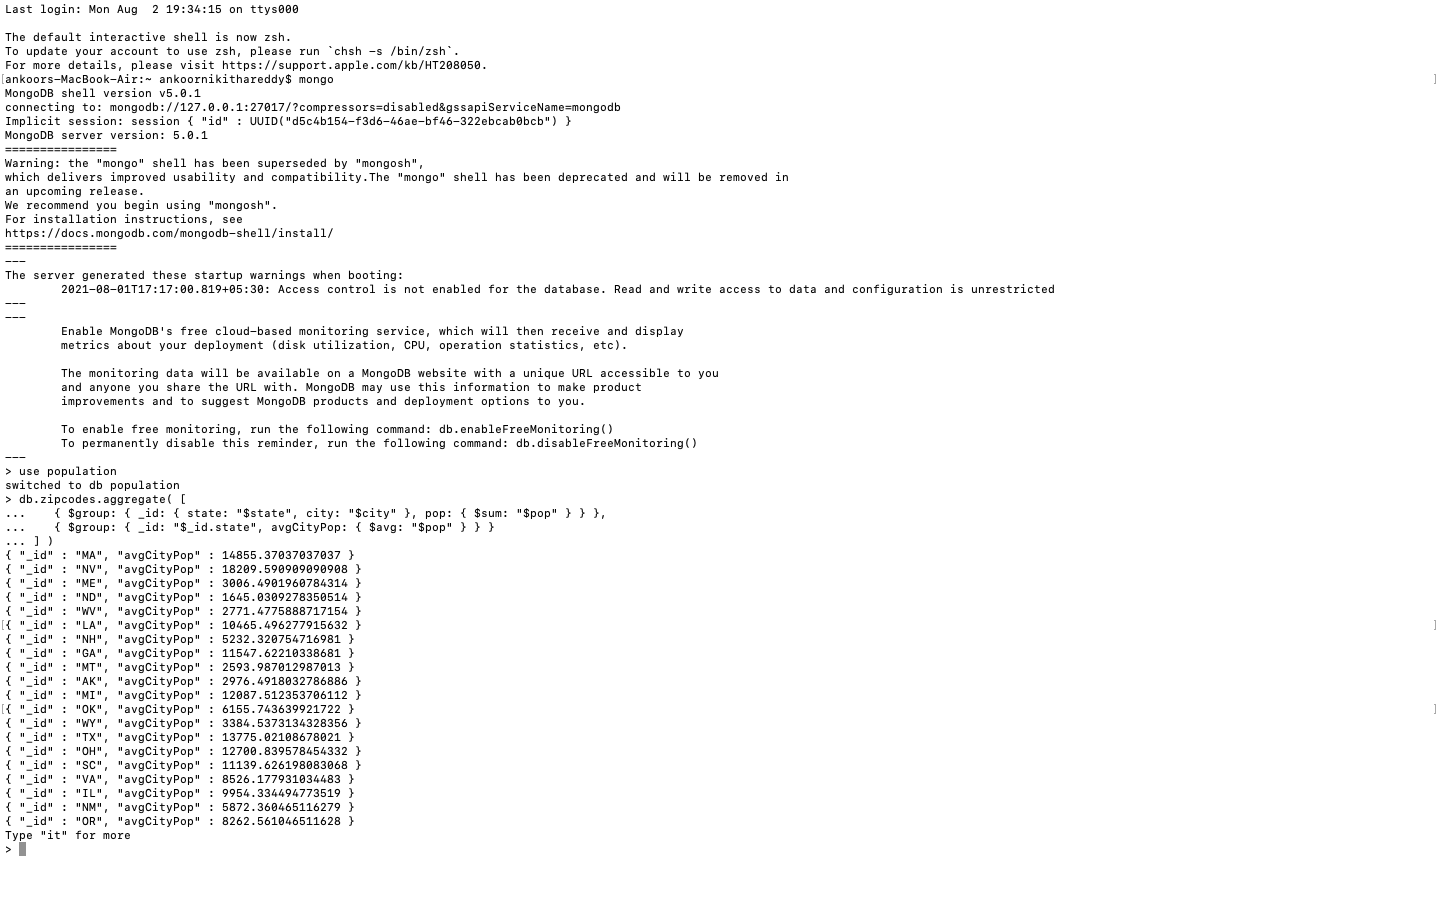 Last login: Mon Aug  2 19:34:15 on ttys000

The default interactive shell is now zsh.
To update your account to use zsh, please run `chsh -s /bin/zsh`.
For more details, please visit https://support.apple.com/kb/HT208050.
[ankoors-MacBook-Air:~ ankoornikithareddy$ mongo ]
MongoDB shell version v5.0.1
connecting to: mongodb://127.0.0.1:27017/?compressors=disabled&gssapiServiceName=mongodb
Implicit session: session { "id" : UUID("d5c4b154-f3d6-46ae-bf46-322ebcab0bcb") }
MongoDB server version: 5.0.1
================
Warning: the "mongo" shell has been superseded by "mongosh",
which delivers improved usability and compatibility.The "mongo" shell has been deprecated and will be removed in
an upcoming release.
We recommend you begin using "mongosh".
For installation instructions, see
https://docs.mongodb.com/mongodb-shell/install/
================
---
The server generated these startup warnings when booting:
        2021-08-01T17:17:00.819+05:30: Access control is not enabled for the database. Read and write access to data and configuration is unrestricted
---
---
        Enable MongoDB's free cloud-based monitoring service, which will then receive and display
        metrics about your deployment (disk utilization, CPU, operation statistics, etc).

        The monitoring data will be available on a MongoDB website with a unique URL accessible to you
        and anyone you share the URL with. MongoDB may use this information to make product
        improvements and to suggest MongoDB products and deployment options to you.

        To enable free monitoring, run the following command: db.enableFreeMonitoring()
        To permanently disable this reminder, run the following command: db.disableFreeMonitoring()
---
> use population
switched to db population
> db.zipcodes.aggregate( [
...    { $group: { _id: { state: "$state", city: "$city" }, pop: { $sum: "$pop" } } },
...    { $group: { _id: "$_id.state", avgCityPop: { $avg: "$pop" } } }
... ] )
{ "_id" : "MA", "avgCityPop" : 14855.37037037037 }
{ "_id" : "NV", "avgCityPop" : 18209.590909090908 }
{ "_id" : "ME", "avgCityPop" : 3006.4901960784314 }
{ "_id" : "ND", "avgCityPop" : 1645.0309278350514 }
{ "_id" : "WV", "avgCityPop" : 2771.4775888717154 }
[{ "_id" : "LA", "avgCityPop" : 10465.496277915632 } ]
{ "_id" : "NH", "avgCityPop" : 5232.320754716981 }
{ "_id" : "GA", "avgCityPop" : 11547.62210338681 }
{ "_id" : "MT", "avgCityPop" : 2593.987012987013 }
{ "_id" : "AK", "avgCityPop" : 2976.4918032786886 }
{ "_id" : "MI", "avgCityPop" : 12087.512353706112 }
[{ "_id" : "OK", "avgCityPop" : 6155.743639921722 } ]
{ "_id" : "WY", "avgCityPop" : 3384.5373134328356 }
{ "_id" : "TX", "avgCityPop" : 13775.02108678021 }
{ "_id" : "OH", "avgCityPop" : 12700.839578454332 }
{ "_id" : "SC", "avgCityPop" : 11139.626198083068 }
{ "_id" : "VA", "avgCityPop" : 8526.177931034483 }
{ "_id" : "IL", "avgCityPop" : 9954.334494773519 }
{ "_id" : "NM", "avgCityPop" : 5872.360465116279 }
{ "_id" : "OR", "avgCityPop" : 8262.561046511628 }
Type "it" for more
>